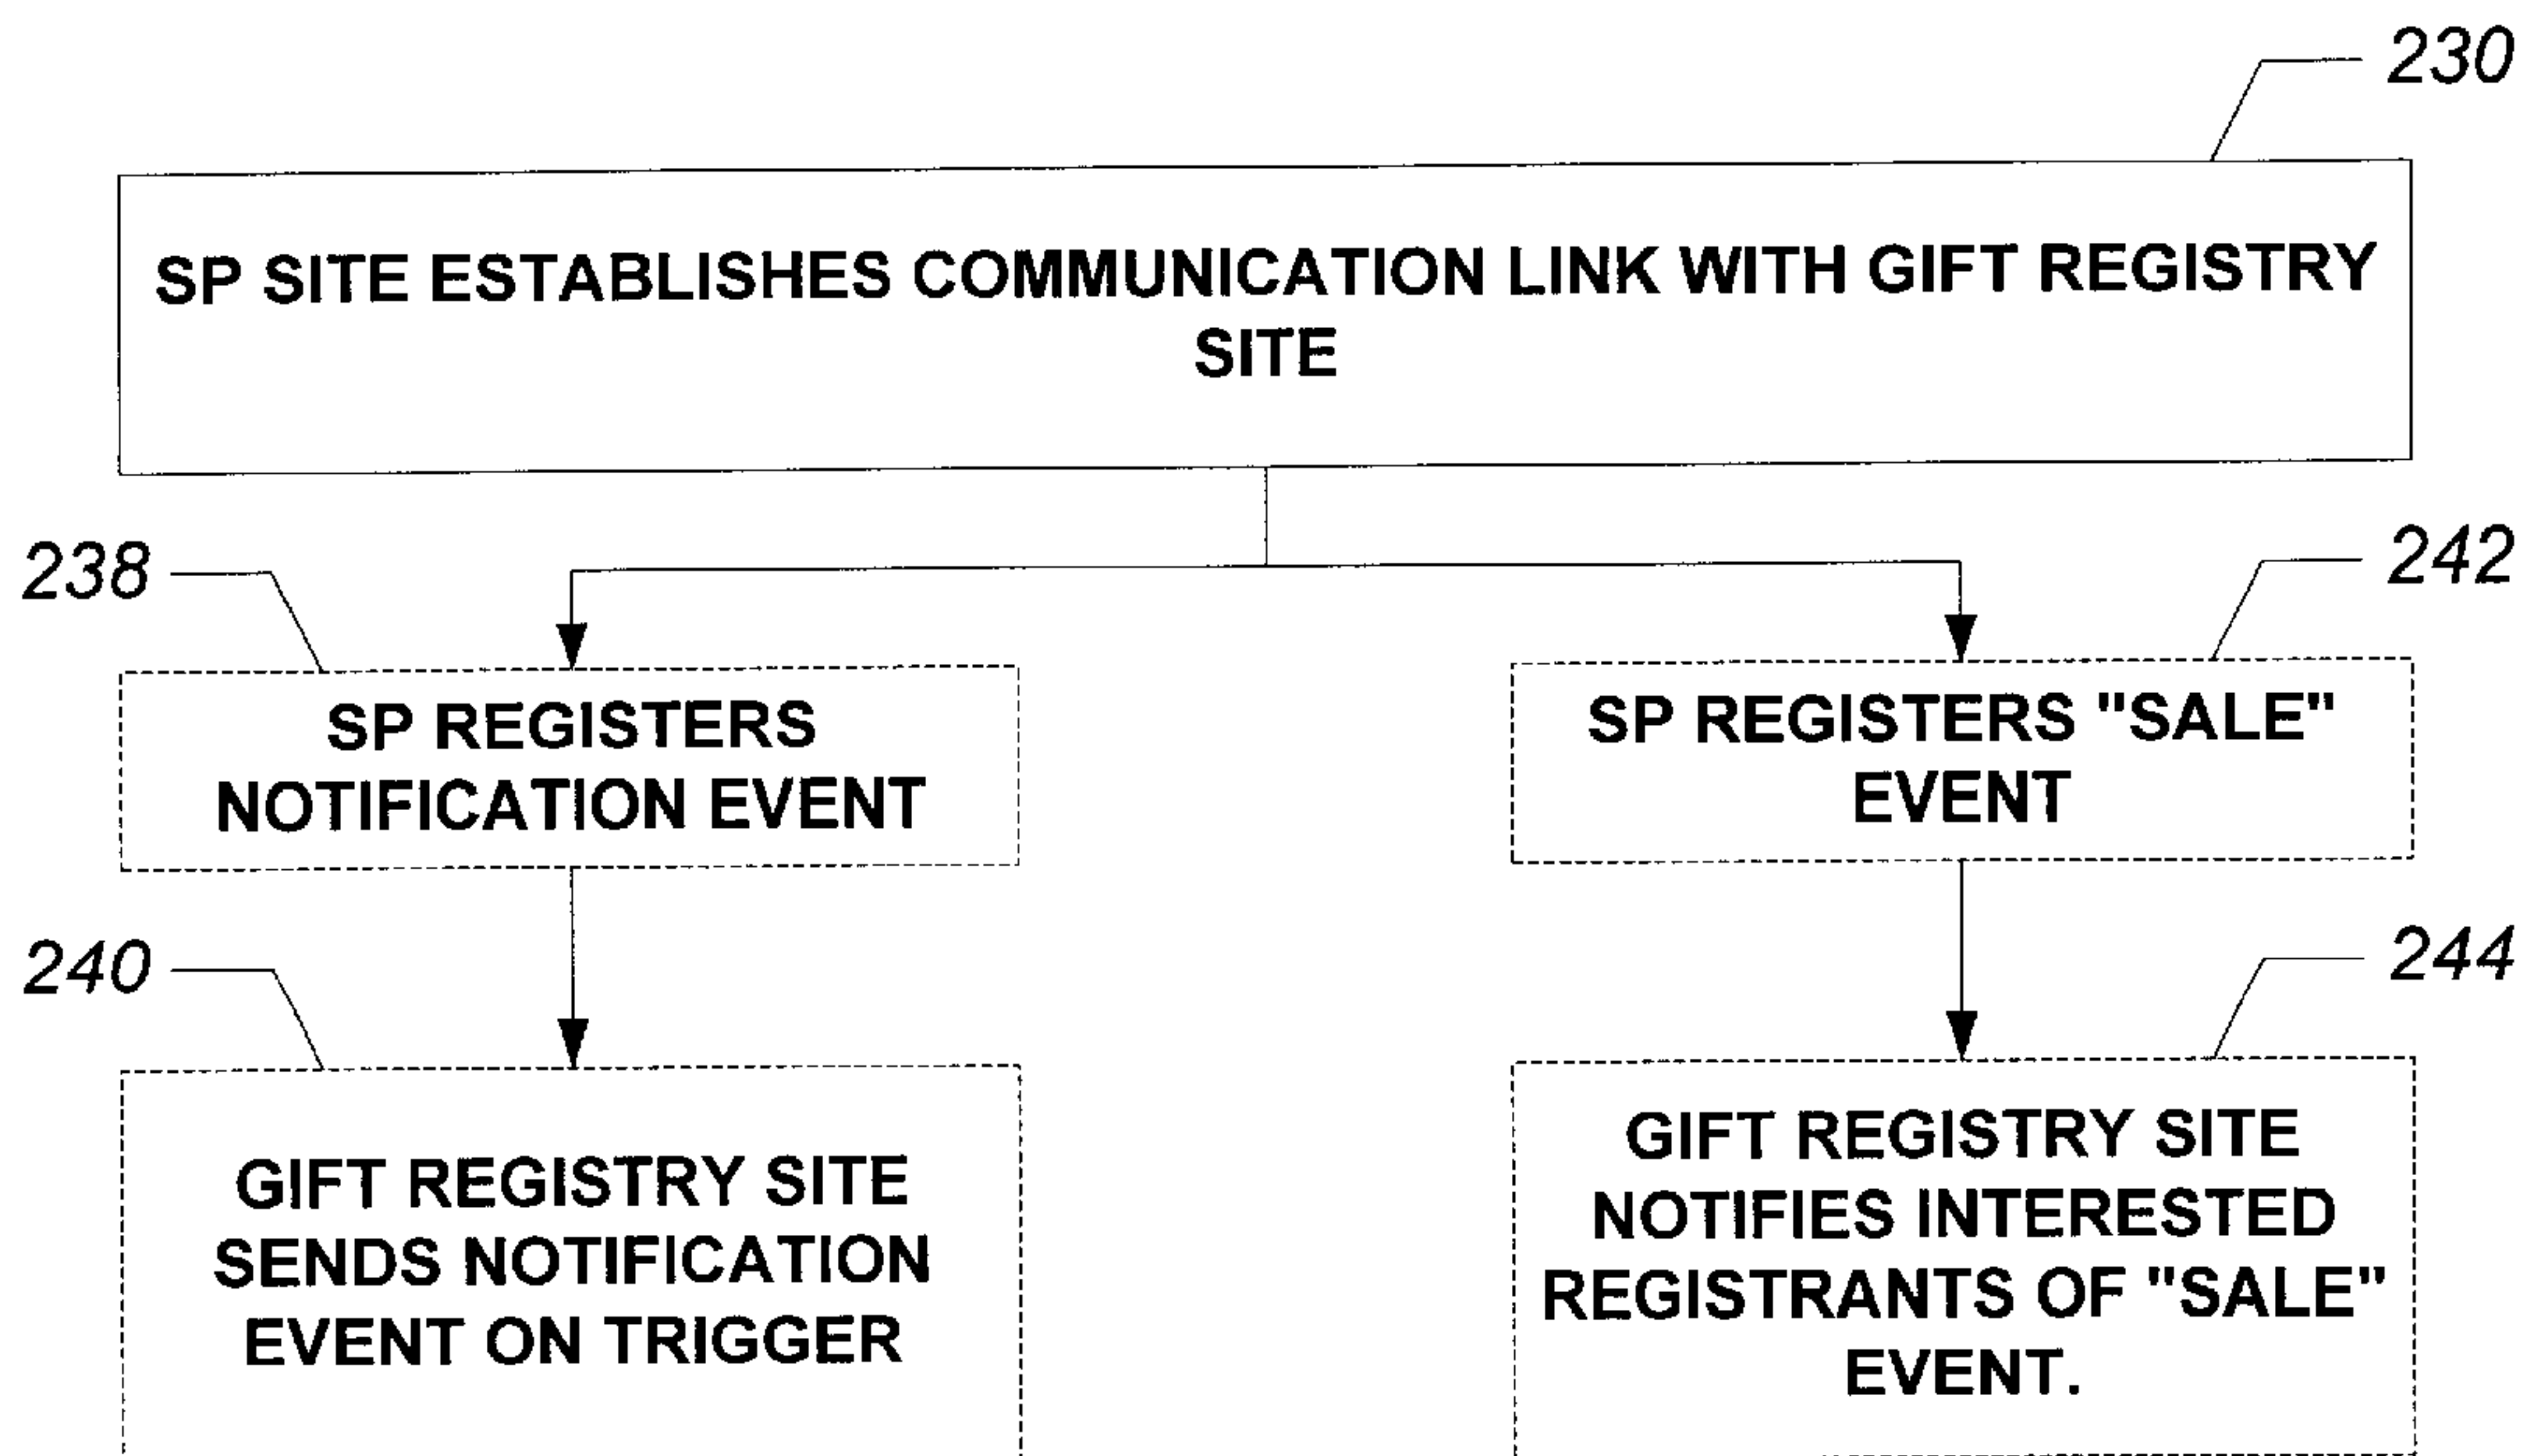 230
SP SITE ESTABLISHES COMMUNICATION LINK WITH GIFT REGISTRY
SITE
238
242
SP REGISTERS
NOTIFICATION EVENT
SP REGISTERS "SALE"
EVENT
240
244
GIFT REGISTRY SITE
SENDS NOTIFICATION
EVENT ON TRIGGER
GIFT REGISTRY SITE
NOTIFIES INTERESTED
REGISTRANTS OF "SALE"
EVENT.